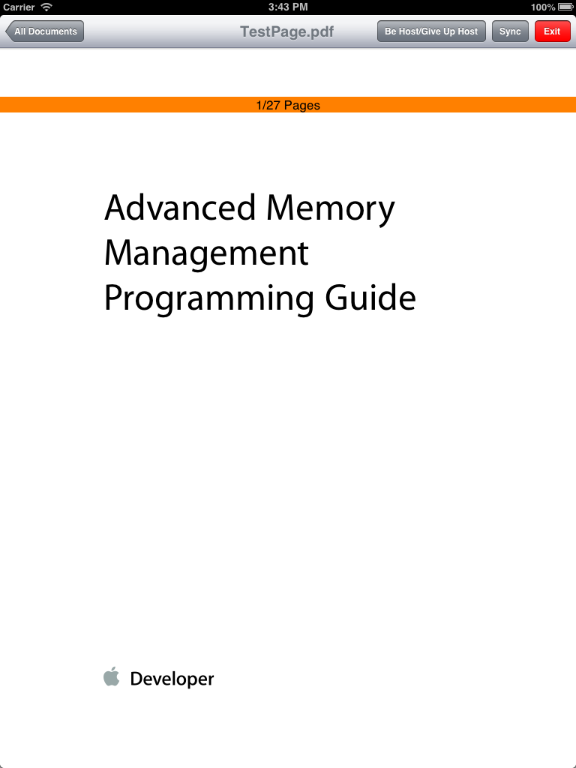 Carrier 3:43 PM 100%
All Documents TestPage.pdf Be Host/Give Up Host Sync Exit
1/27 Pages
Advanced Memory
Management
Programming Guide
Developer